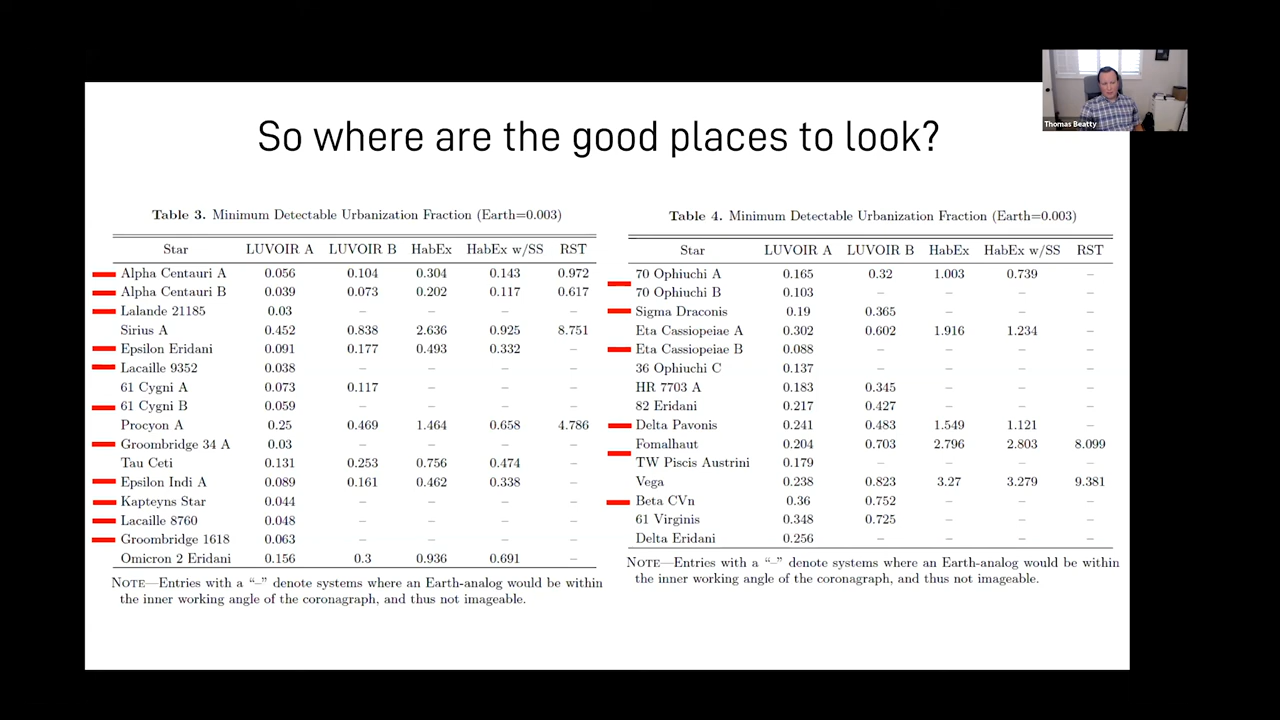 So where are the good places to look?
Thomas Beatty
Table 3. Minimum Detectable Urbanization Fraction (Earth=0.003)
Star LUVOIR A LUVOIR B HabEx HabEx w/SS RST
Alpha Centauri A 0.056 0.104 0.304 0.143 0.972
Alpha Centauri B 0.039 0.073 0.202 0.117 0.617
Lalande 21185 0.03 – – – –
Sirius A 0.452 0.838 2.636 0.925 8.751
Epsilon Eridani 0.091 0.177 0.493 0.332 –
Lacaille 9352 0.038 – – – –
61 Cygni A 0.073 0.117 – – –
61 Cygni B 0.059 – – – –
Procyon A 0.25 0.469 1.464 0.658 4.786
Groombridge 34 A 0.03 – – – –
Tau Ceti 0.131 0.253 0.756 0.474 –
Epsilon Indi A 0.089 0.161 0.462 0.338 –
Kapteyns Star 0.044 – – – –
Lacaille 8760 0.048 – – – –
Groombridge 1618 0.063 – – – –
Omicron 2 Eridani 0.156 0.3 0.936 0.691 –
NOTE—Entries with a “–” denote systems where an Earth-analog would be within
the inner working angle of the coronagraph, and thus not imageable.
Table 4. Minimum Detectable Urbanization Fraction (Earth=0.003)
Star LUVOIR A LUVOIR B HabEx HabEx w/SS RST
70 Ophiuchi A 0.165 0.32 1.003 0.739 –
70 Ophiuchi B 0.103 – – – –
Sigma Draconis 0.19 0.365 – – –
Eta Cassiopeiae A 0.302 0.602 1.916 1.234 –
Eta Cassiopeiae B 0.088 – – – –
36 Ophiuchi C 0.137 – – – –
HR 7703 A 0.183 0.345 – – –
82 Eridani 0.217 0.427 – – –
Delta Pavonis 0.241 0.483 1.549 1.121 –
Fomalhaut 0.204 0.703 2.796 2.803 8.099
TW Piscis Austrini 0.179 – – – –
Vega 0.238 0.823 3.27 3.279 9.381
Beta CVn 0.36 0.752 – – –
61 Virginis 0.348 0.725 – – –
Delta Eridani 0.256 – – – –
NOTE—Entries with a “–” denote systems where an Earth-analog would be within
the inner working angle of the coronagraph, and thus not imageable.